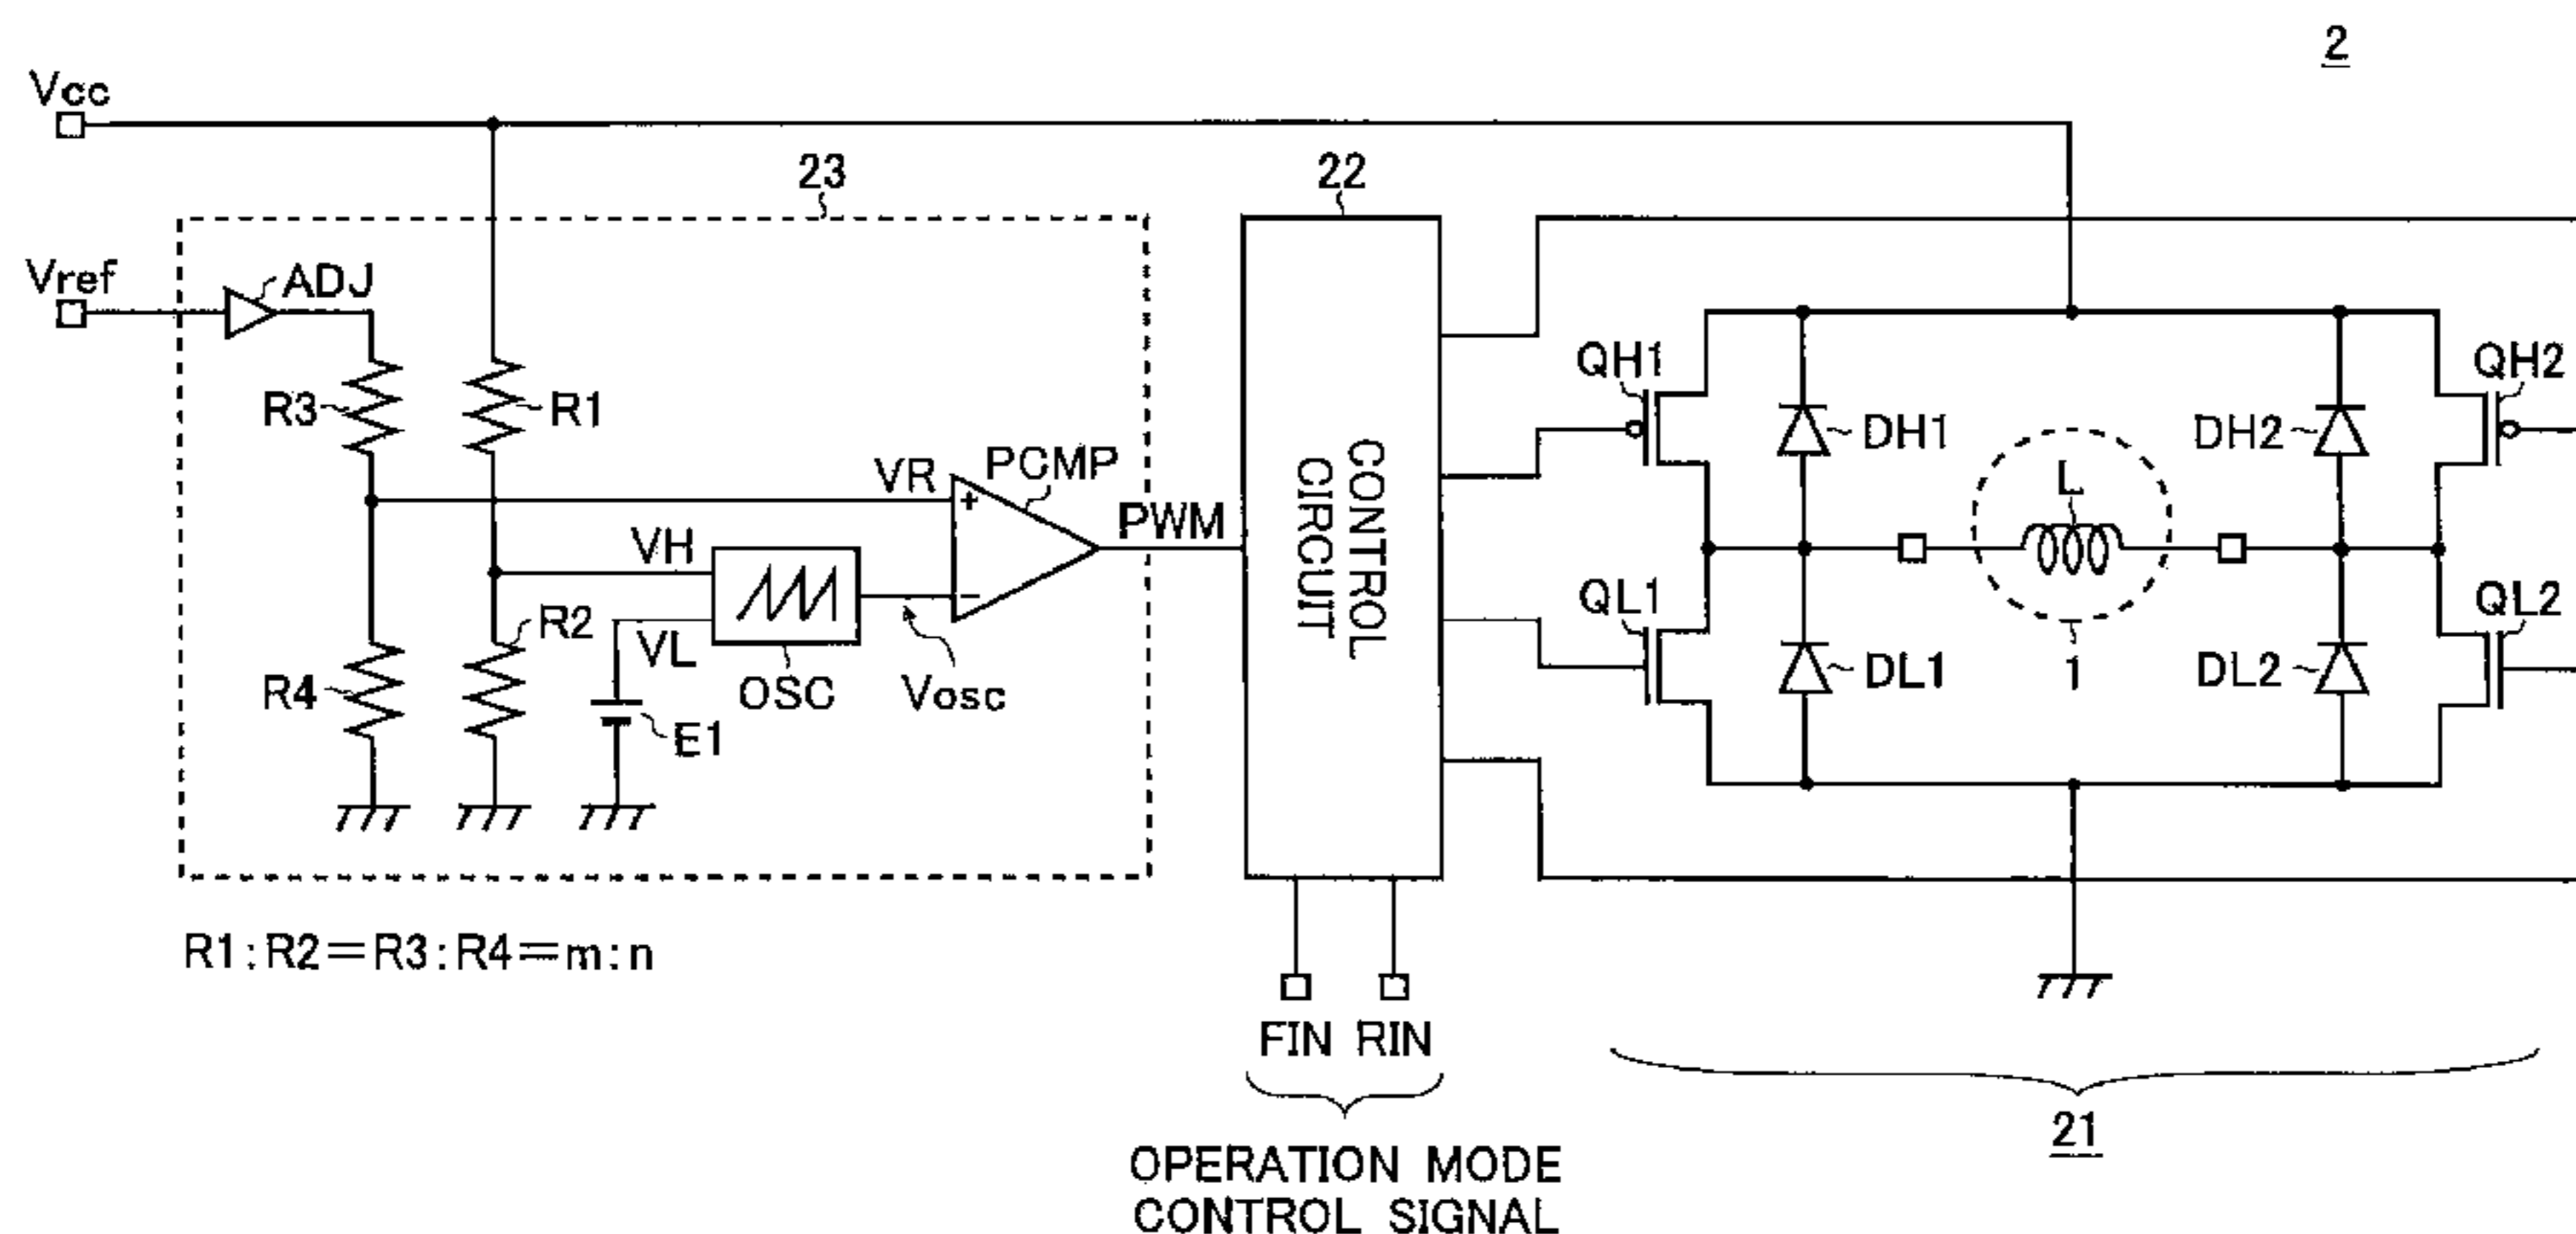 2
Vcc
23
22
Vref
ADJ
QH1
QH2
R3
R1
DH1
DH2
VR
PCMP
L
PWM
VH
CONTROL
CIRCUIT
+
−
QL1
QL2
R2
VL
R4
OSC
Vosc
DL1
1
DL2
E1
R1:R2=R3:R4=m:n
FIN RIN
21
OPERATION MODE
CONTROL SIGNAL